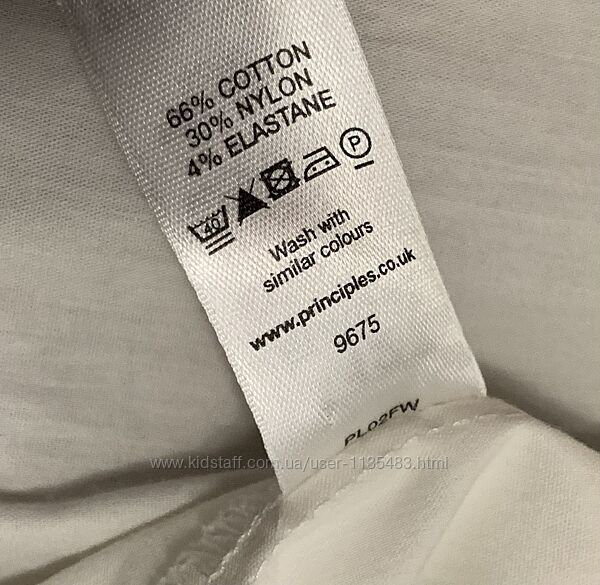 66% COTTON
30% NYLON
4% ELASTANE
40
P
Wash with
similar colours
www.principles.co.uk
9675
PL02FW
www.kidstaff.com.ua/user-1135483.html